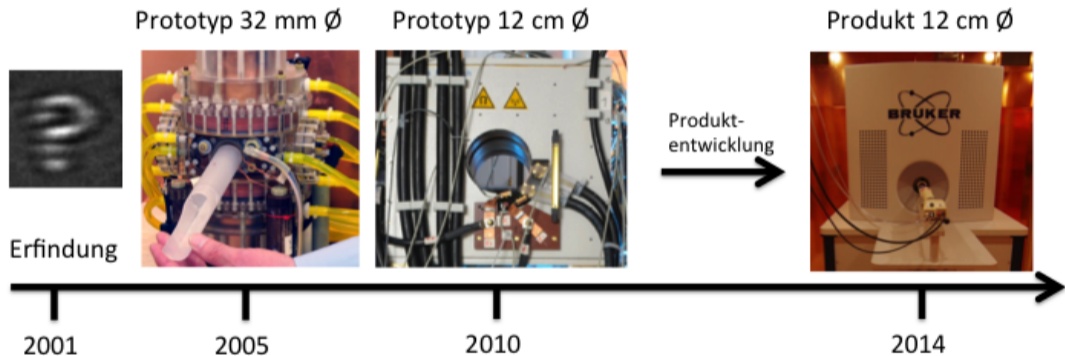 Prototyp 32 mm Ø
Prototyp 12 cm Ø
Produkt 12 cm Ø
Produkt-
entwicklung
BRUKER
Erfindung
2001
2005
2010
2014